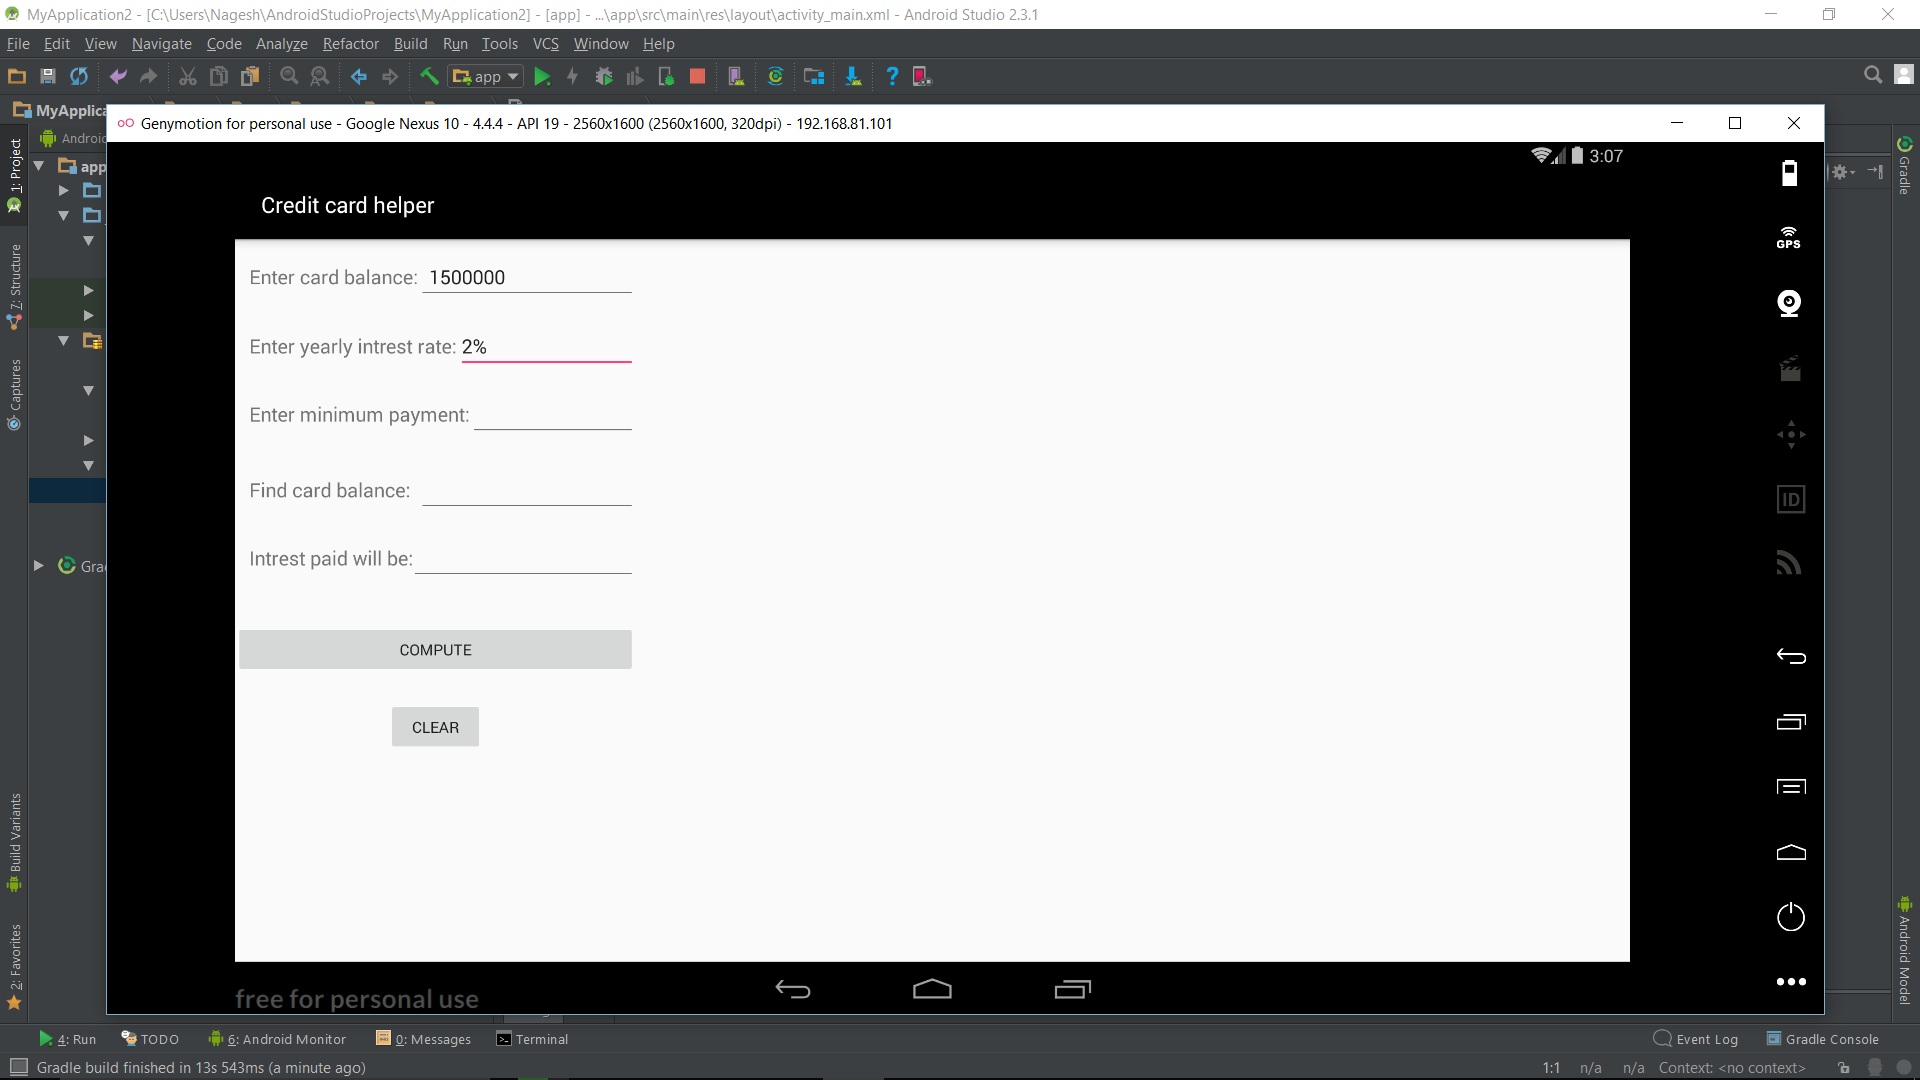 MyApplication2 - [C:\Users\Nagesh\AndroidStudioProjects\MyApplication2] - [app] - ...\app\src\main\res\layout\activity_main.xml - Android Studio 2.3.1
File Edit View Navigate Code Analyze Refactor Build Run Tools VCS Window Help
app
MyApplica
Genymotion for personal use - Google Nexus 10 - 4.4.4 - API 19 - 2560x1600 (2560x1600, 320dpi) - 192.168.81.101
Androi
app
Gra
1: Project
7: Structure
Captures
Build Variants
2: Favorites
3:07
Credit card helper
Enter card balance: 1500000
Enter yearly intrest rate: 2%
Enter minimum payment:
Find card balance:
Intrest paid will be:
COMPUTE
CLEAR
free for personal use
GPS
ID
Gradle
Android Model
4: Run TODO 6: Android Monitor 0: Messages Terminal Event Log Gradle Console
Gradle build finished in 13s 543ms (a minute ago) 1:1 n/a n/a Context: <no context>